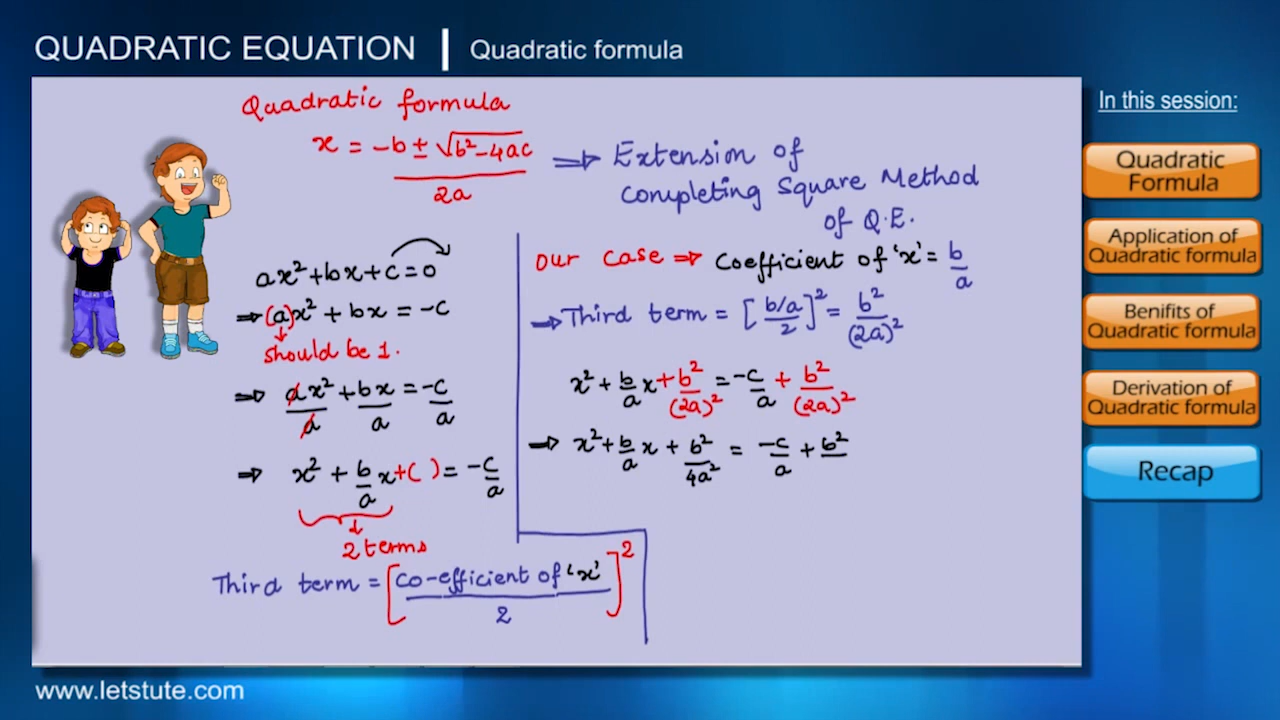 QUADRATIC EQUATION | Quadratic formula
Quadratic formula
x = -b ± √b²-4ac / 2a
⇒ Extension of
Completing Square Method
of Q.E.
ax²+bx+c=0
⇒ (a)x² + bx = -c
should be 1.
⇒ ax²/a + bx/a = -c/a
⇒ x² + b/a x + ( ) = -c/a
2 terms
Third term = [co-efficient of 'x' / 2]²
Our case ⇒ Coefficient of 'x' = b/a
→ Third term = [b/a / 2]² = b²/(2a)²
x² + b/a x + b²/(2a)² = -c/a + b²/(2a)²
→ x² + b/a x + b²/4a² = -c/a + b²
In this session:
Quadratic
Formula
Application of
Quadratic formula
Benifits of
Quadratic formula
Derivation of
Quadratic formula
Recap
www.letstute.com